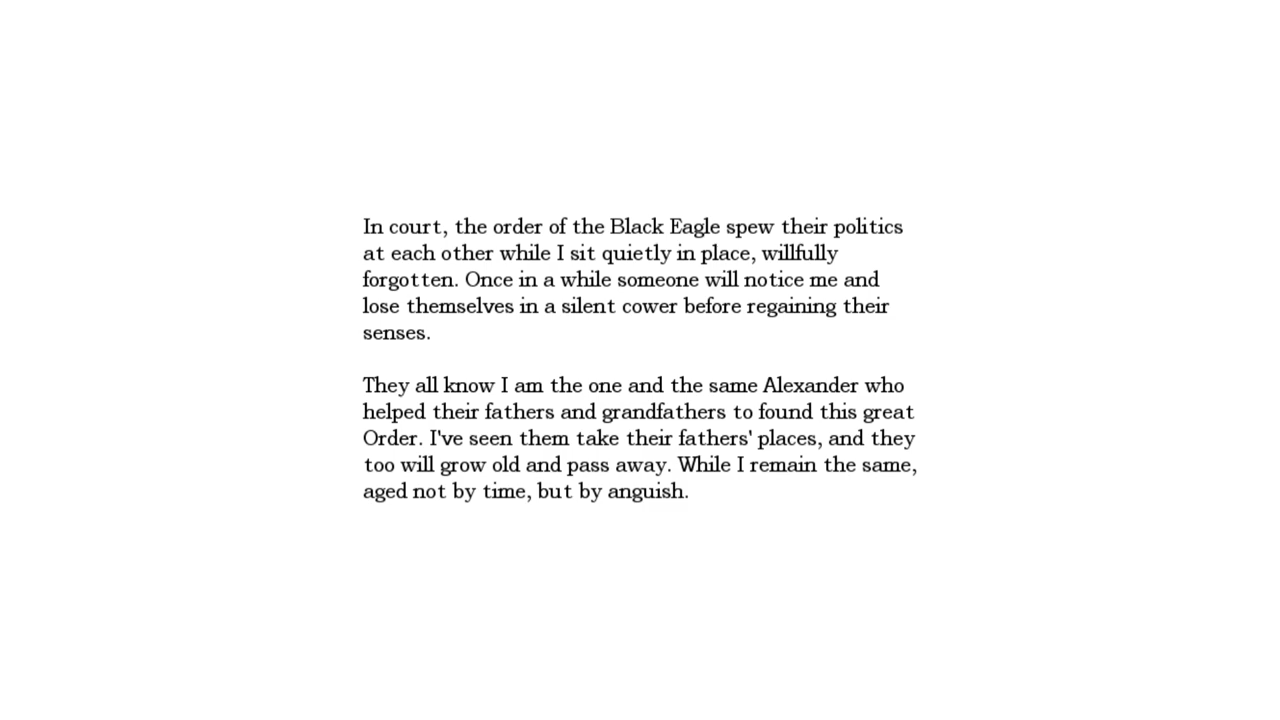 In court, the order of the Black Eagle spew their politics
at each other while I sit quietly in place, willfully
forgotten. Once in a while someone will notice me and
lose themselves in a silent cower before regaining their
senses.
They all know I am the one and the same Alexander who
helped their fathers and grandfathers to found this great
Order. I've seen them take their fathers' places, and they
too will grow old and pass away. While I remain the same,
aged not by time, but by anguish.